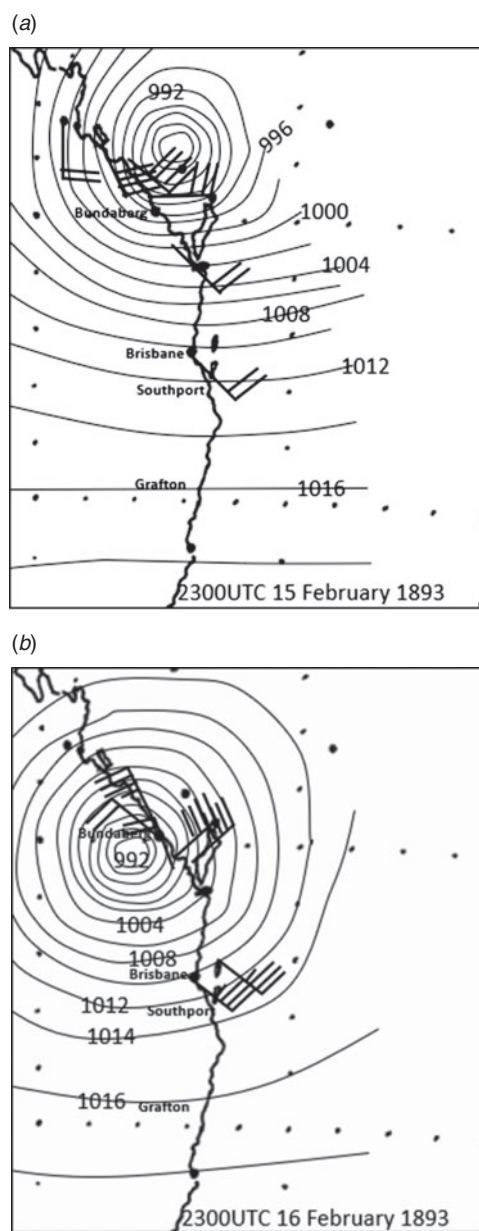 (a)
992
996
Bundaberg
1000
1004
1008
Brisbane
1012
Southport
Grafton
1016
2300UTC 15 February 1893
(b)
Bundaberg
992
1004
1008
Brisbane
1012
Southport
1014
1016
Grafton
2300UTC 16 February 1893